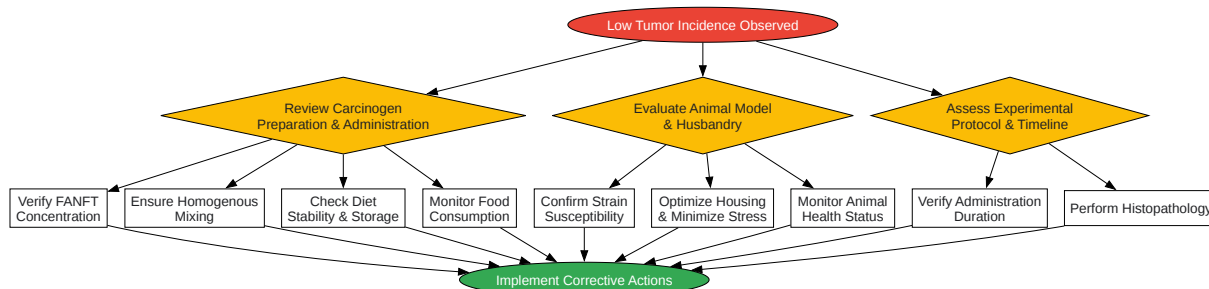 Low Tumor Incidence Observed
Review Carcinogen
Preparation & Administration
Evaluate Animal Model
& Husbandry
Assess Experimental
Protocol & Timeline
Verify FANFT
Concentration
Ensure Homogenous
Mixing
Check Diet
Stability & Storage
Monitor Food
Consumption
Confirm Strain
Susceptibility
Optimize Housing
& Minimize Stress
Monitor Animal
Health Status
Verify Administration
Duration
Perform Histopathology
Implement Corrective Actions